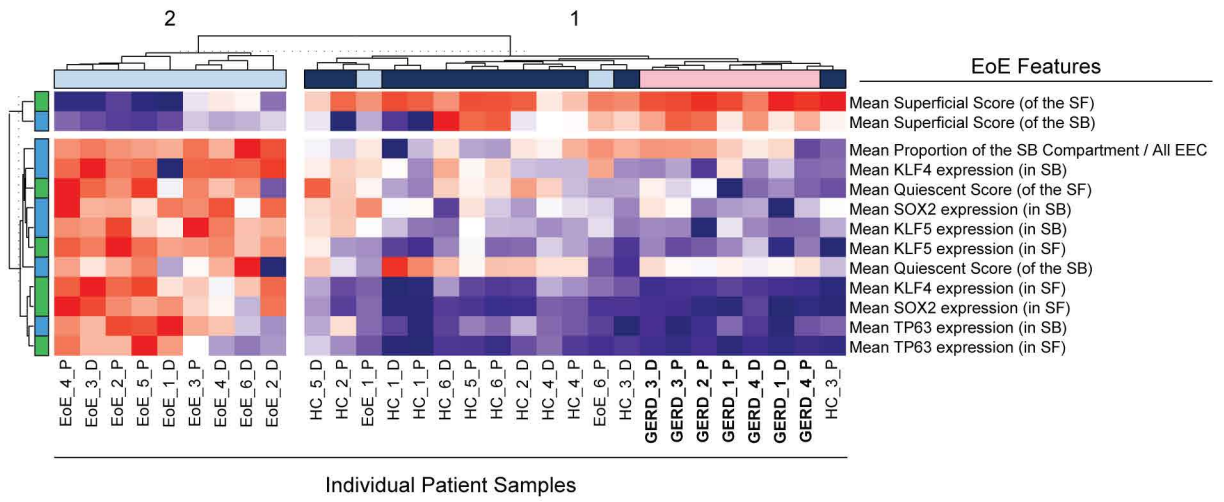 2 1
EoE Features
Mean Superficial Score (of the SF)
Mean Superficial Score (of the SB)
Mean Proportion of the SB Compartment / All EEC
Mean KLF4 expression (in SB)
Mean Quiescent Score (of the SF)
Mean SOX2 expression (in SB)
Mean KLF5 expression (in SB)
Mean KLF5 expression (in SF)
Mean Quiescent Score (of the SB)
Mean KLF4 expression (in SF)
Mean SOX2 expression (in SF)
Mean TP63 expression (in SB)
Mean TP63 expression (in SF)
EoE_4_P
EoE_3_D
EoE_2_P
EoE_5_P
EoE_1_D
EoE_3_P
EoE_4_D
EoE_6_D
EoE_2_D
HC_5_D
HC_2_P
EoE_1_P
HC_1_D
HC_1_P
HC_6_D
HC_5_P
HC_6_P
HC_2_D
HC_4_D
HC_4_P
EoE_6_P
HC_3_D
GERD_3_D
GERD_3_P
GERD_2_P
GERD_1_P
GERD_4_D
GERD_1_D
GERD_4_P
HC_3_P
Individual Patient Samples